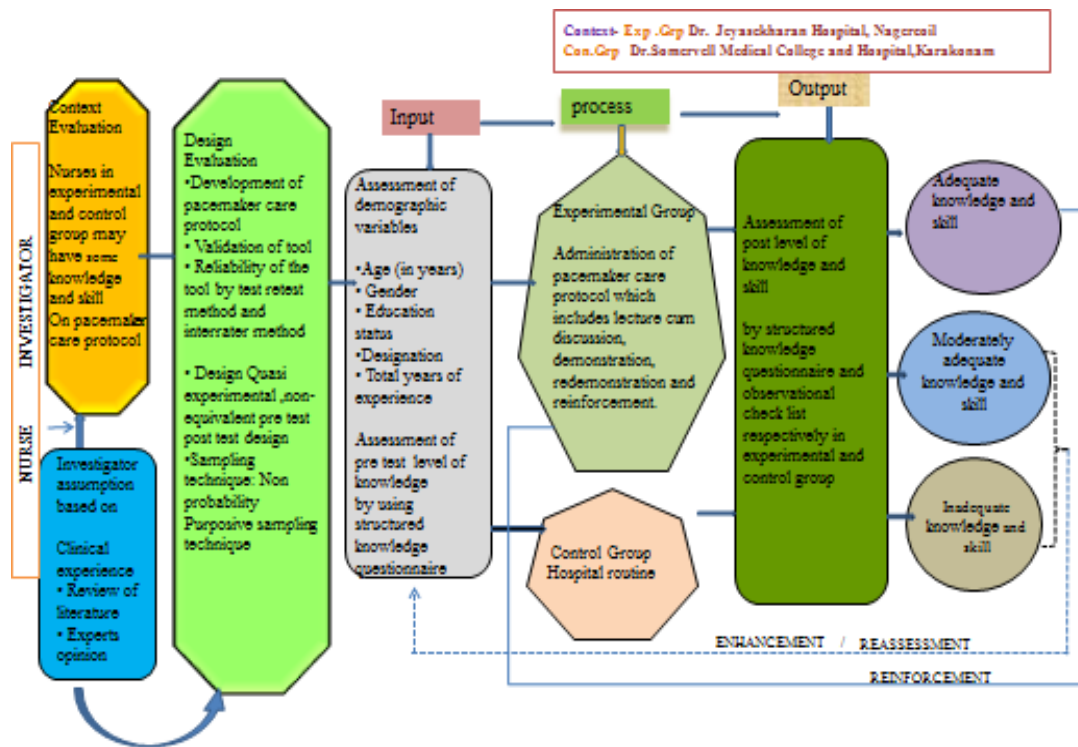 Context- Exp .Grp Dr. Jeyasekharan Hospital, Nagercoil
Con.Grp Dr.Somervell Medical College and Hospital,Karakonam
INVESTIGATOR
NURSE
Context
Evaluation
Nurses in
experimental
and control
group may
have some
knowledge
and skill
On pacemaker
care protocol
Investigator
assumption
based on
Clinical
experience
• Review of
literature
• Experts
opinion
Design
Evaluation
•Development of
pacemaker care
protocol
• Validation of tool
• Reliability of the
tool by test retest
method and
interrater method
• Design Quasi
experimental ,non-
equivalent pre test
post test design
•Sampling
technique: Non
probability
Purposive sampling
technique
Input
Assessment of
demographic
variables
•Age (in years)
• Gender
• Education
status
•Designation
• Total years of
experience
Assessment of
pre test level of
knowledge
by using
structured
knowledge
questionnaire
process
Experimental Group
Administration of
pacemaker care
protocol which
includes lecture cum
discussion,
demonstration,
redemonstration and
reinforcement.
Control Group
Hospital routine
Output
Assessment of
post level of
knowledge and
skill
by structured
knowledge
questionnaire and
observational
check list
respectively in
experimental and
control group
Adequate
knowledge and
skill
Moderately
adequate
knowledge and
skill
Inadequate
knowledge and
skill
ENHANCEMENT / REASSESSMENT
REINFORCEMENT